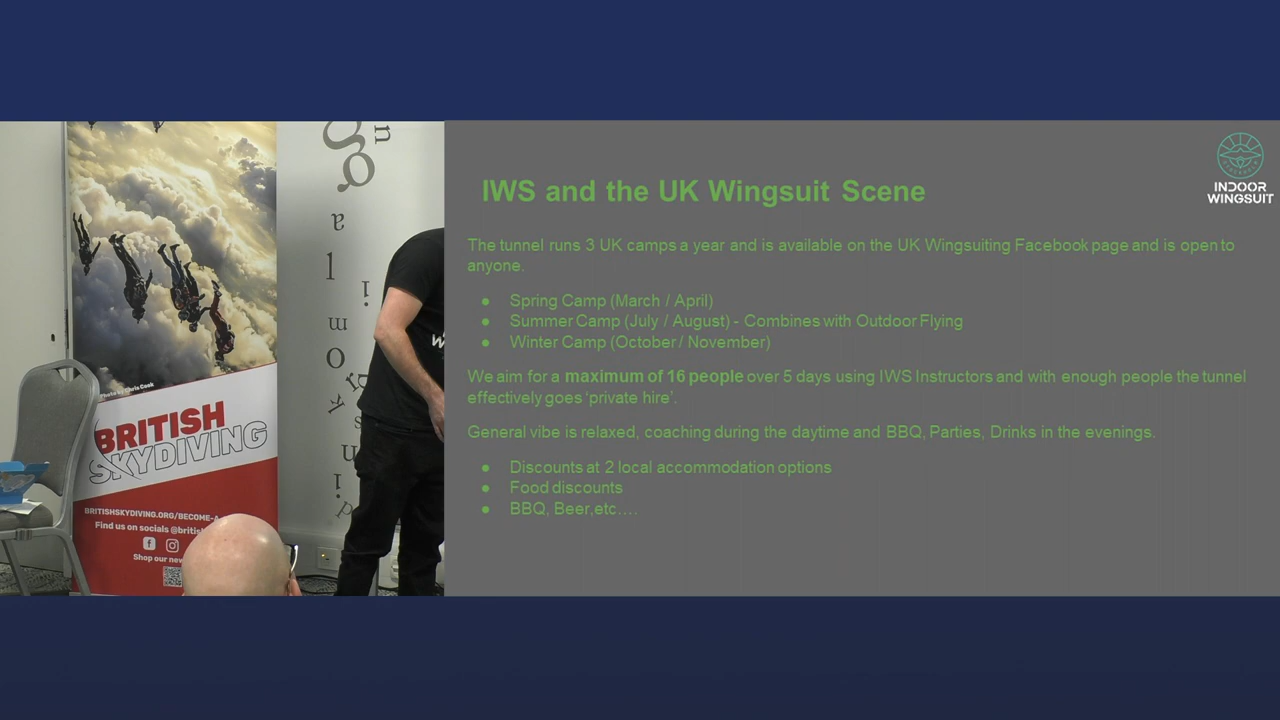 Photo by Chris Cook
BRITISH
SKYDIVING
BRITISHSKYDIVING.ORG/BECOME-A
Find us on socials @britis
Shop our new
INDOOR
WINGSUIT
IWS and the UK Wingsuit Scene
The tunnel runs 3 UK camps a year and is available on the UK Wingsuiting Facebook page and is open to
anyone.
● Spring Camp (March / April)
● Summer Camp (July / August) - Combines with Outdoor Flying
● Winter Camp (October / November)
We aim for a maximum of 16 people over 5 days using IWS Instructors and with enough people the tunnel
effectively goes ‘private hire’.
General vibe is relaxed, coaching during the daytime and BBQ, Parties, Drinks in the evenings.
● Discounts at 2 local accommodation options
● Food discounts
● BBQ, Beer,etc….